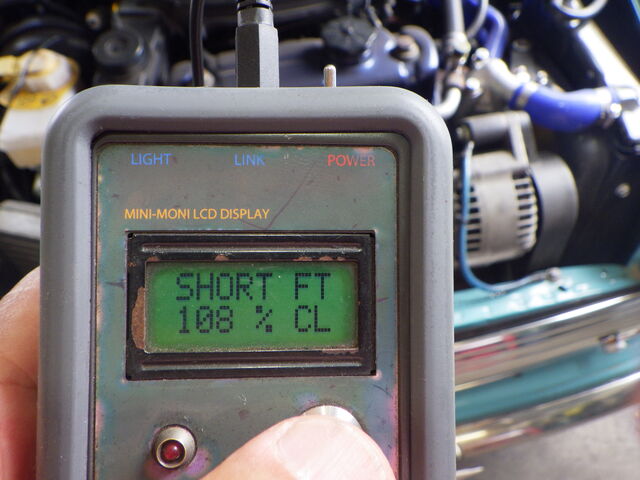 LIGHT LINK POWER
MINI-MONI LCD DISPLAY
SHORT FT
108 % CL